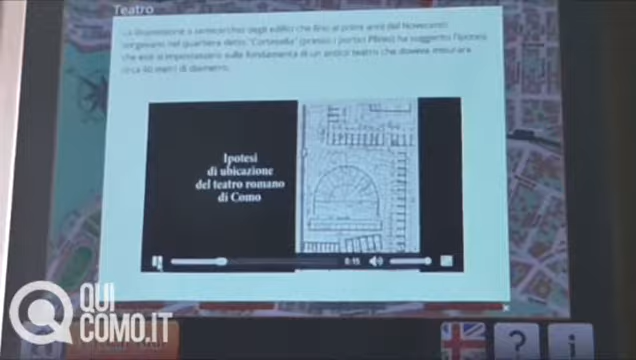 Teatro
La disposizione a semicerchio degli edifici che fino ai primi anni del Novecento
sorgevano nel quartiere detto "Cortesella" (presso i portici Plinio) ha suggerito l'ipotesi
che essi si impostassero sulle fondamenta di un antico teatro che doveva misurare
circa 60 metri di diametro.
Ipotesi
di ubicazione
del teatro romano
di Como
0:15
QUI
COMO.IT
?
i